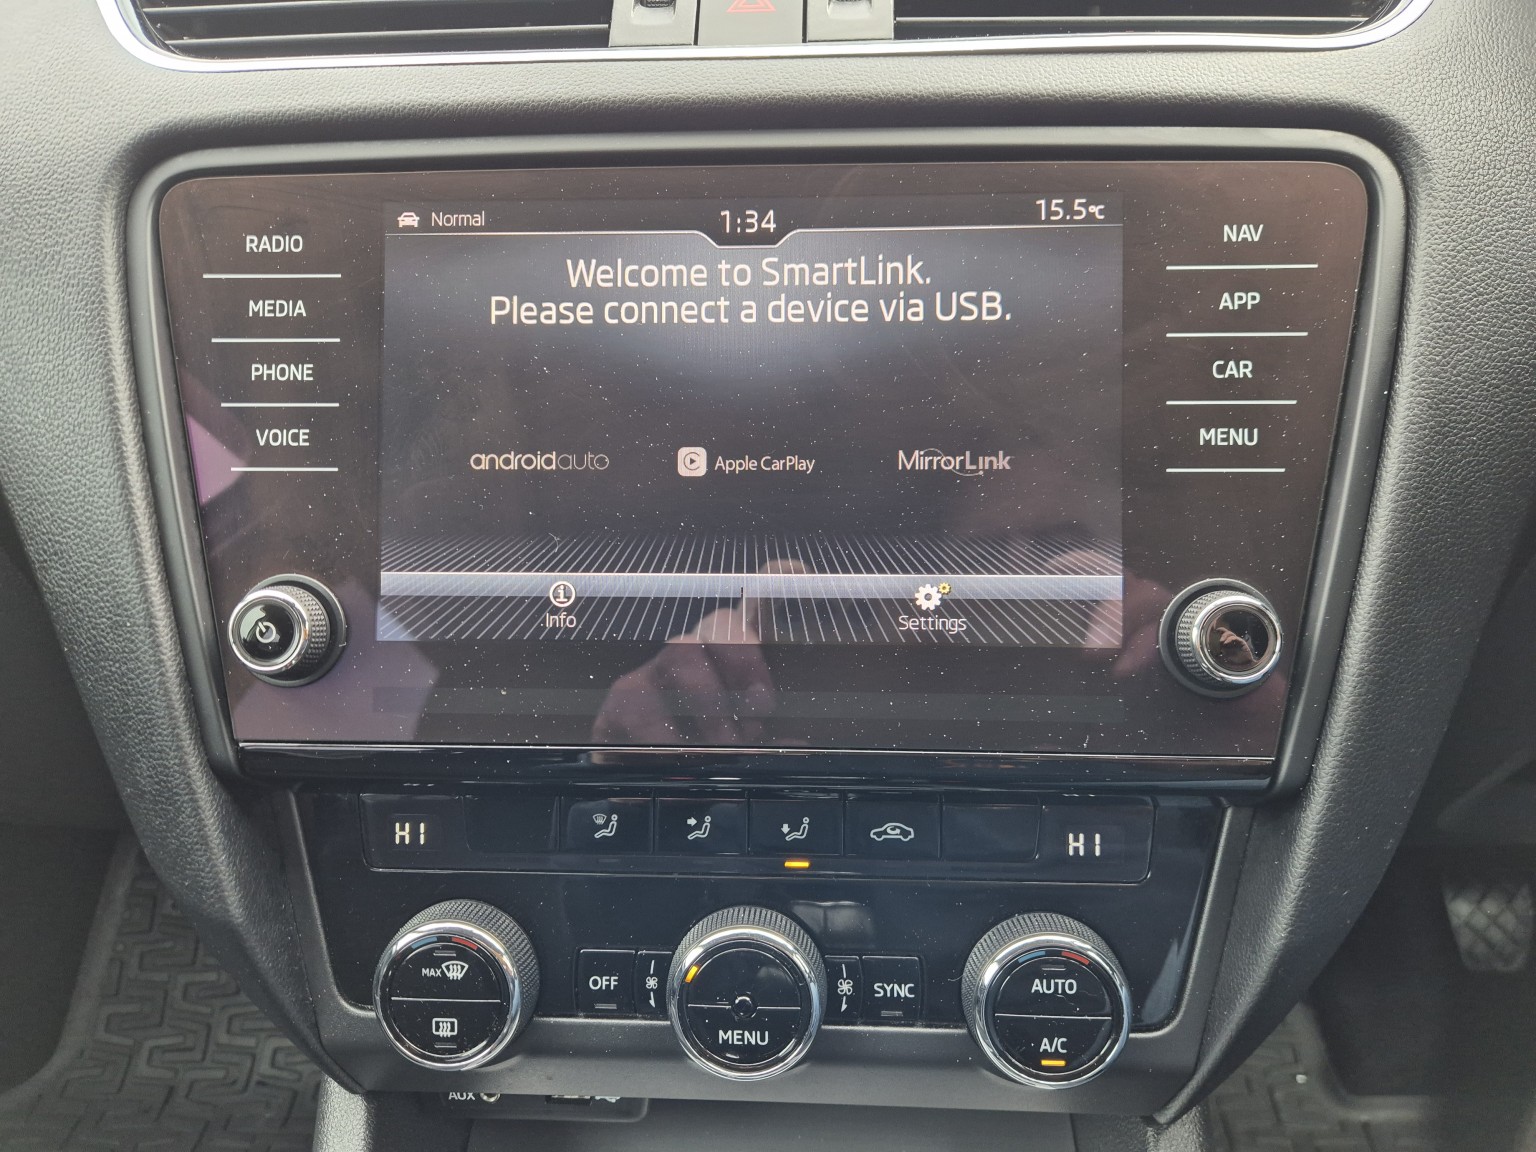 Normal
1:34
15.5°C
RADIO
MEDIA
PHONE
VOICE
Welcome to SmartLink.
Please connect a device via USB.
androidauto
Apple CarPlay
MirrorLink
Info
Settings
NAV
APP
CAR
MENU
HI
HI
MAX
OFF
MENU
SYNC
AUTO
A/C
AUX